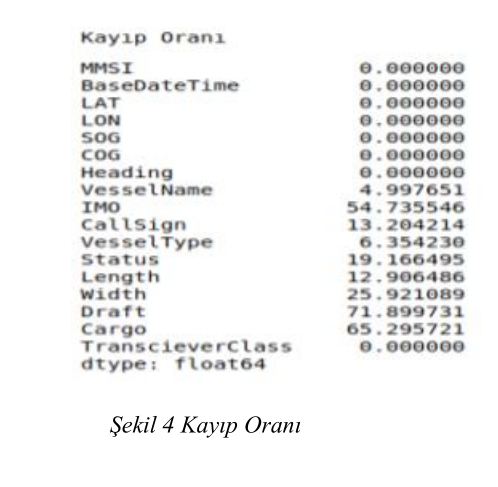 Kayıp Oranı
MMSI 0.000000
BaseDateTime 0.000000
LAT 0.000000
LON 0.000000
SOG 0.000000
COG 0.000000
Heading 0.000000
VesselName 4.997651
IMO 54.735546
CallSign 13.204214
VesselType 6.354230
Status 19.166495
Length 12.906486
Width 25.921089
Draft 71.899731
Cargo 65.295721
TranscieverClass 0.000000
dtype: float64
Şekil 4 Kayıp Oranı